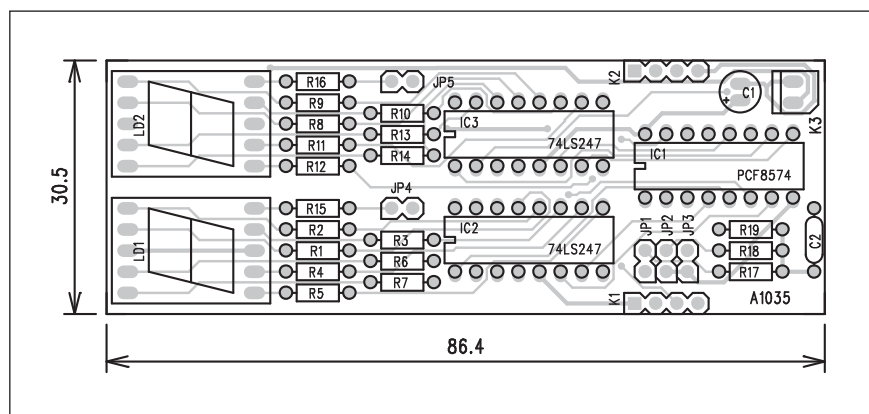 R16
JP5
K2
R9
C1
+
R10
IC3
LD2
R8
K3
R13
R11
74LS247
IC1
R14
R12
PCF8574
30.5
JP4
R15
JP1
JP2
JP3
R2
R19
R3
IC2
C2
LD1
R1
74LS247
R18
R6
R4
R17
R7
R5
K1
A1035
86.4